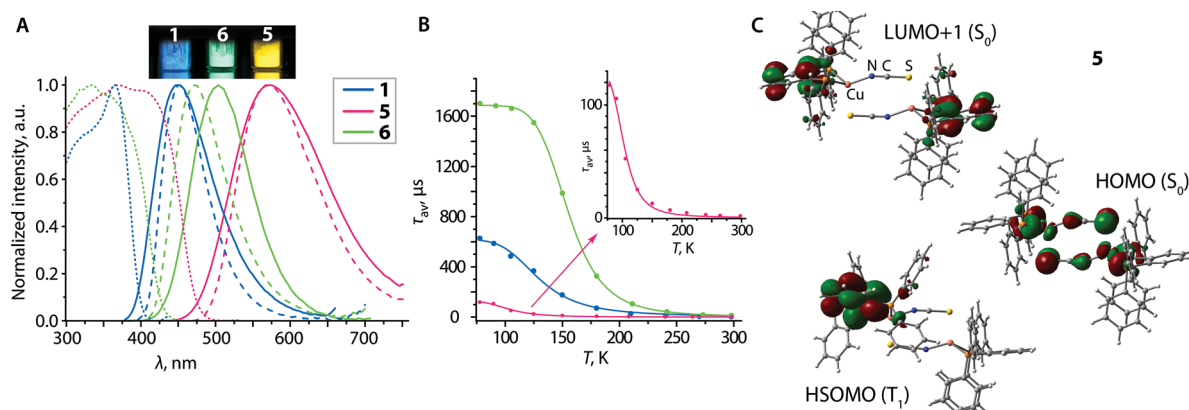 A
1 6 5
Normalized intensity, a.u.
1.0
0.8
0.6
0.4
0.2
0.0
300 400 500 600 700
λ, nm
1
5
6
B
τav, μs
1600
1200
800
400
0
100 150 200 250 300
T, K
τav, μs
100
0
100 150 200 250 300
T, K
C
LUMO+1 (S0)
5
N C S
Cu
HOMO (S0)
HSOMO (T1)